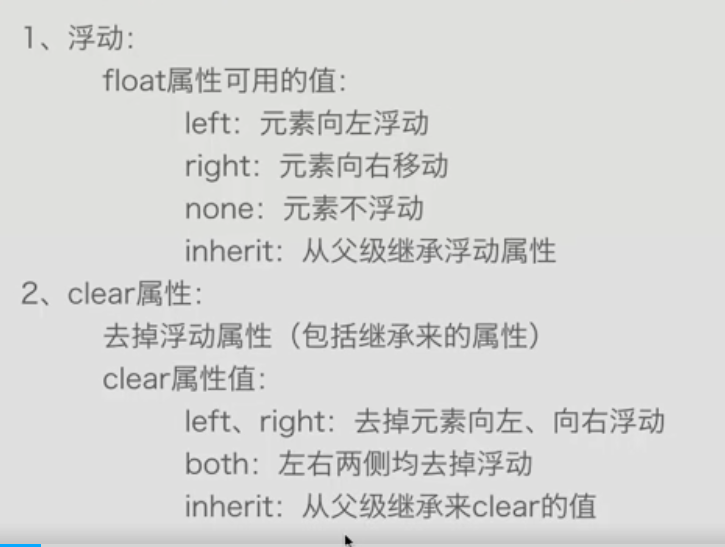 1、浮动:
float属性可用的值:
left：元素向左浮动
right：元素向右移动
none：元素不浮动
inherit：从父级继承浮动属性
2、clear属性:
去掉浮动属性（包括继承来的属性）
clear属性值:
left、right：去掉元素向左、向右浮动
both：左右两侧均去掉浮动
inherit：从父级继承来clear的值